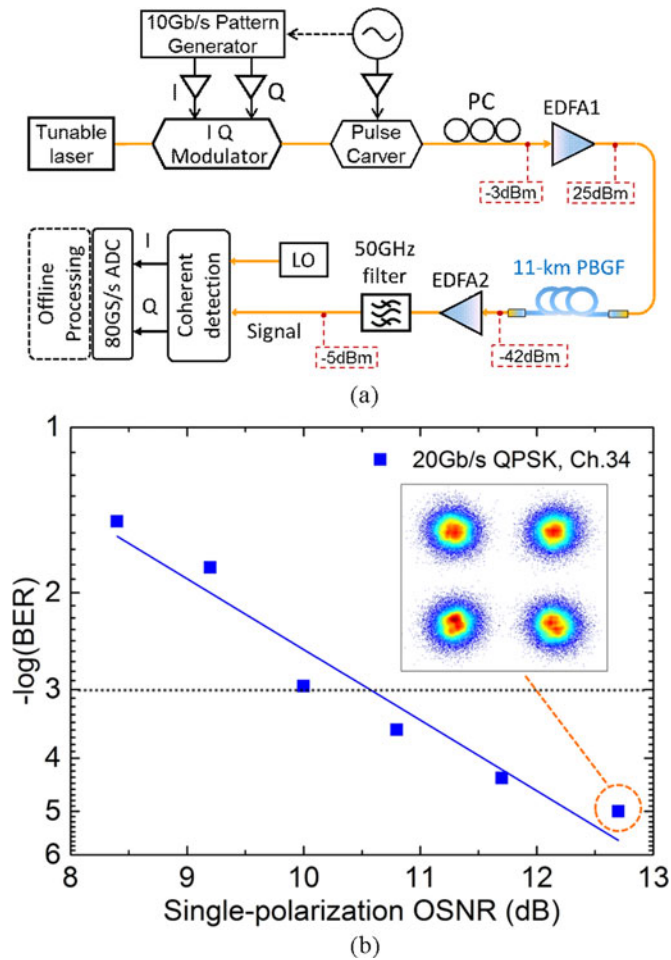 10Gb/s Pattern
Generator
I
Q
Tunable
laser
I Q
Modulator
Pulse
Carver
PC
EDFA1
-3dBm
25dBm
Offline
Processing
80GS/s ADC
I
Q
Coherent
detection
LO
Signal
50GHz
filter
EDFA2
11-km PBGF
-5dBm
-42dBm
(a)
20Gb/s QPSK, Ch.34
-log(BER)
1
2
3
4
5
6
8 9 10 11 12 13
Single-polarization OSNR (dB)
(b)